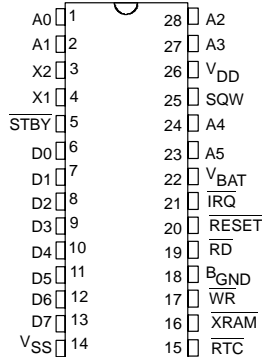 A0 1 28 A2
A1 2 27 A3
X2 3 26 VDD
X1 4 25 SQW
STBY 5 24 A4
D0 6 23 A5
D1 7 22 VBAT
D2 8 21 IRQ
D3 9 20 RESET
D4 10 19 RD
D5 11 18 BGND
D6 12 17 WR
D7 13 16 XRAM
VSS 14 15 RTC